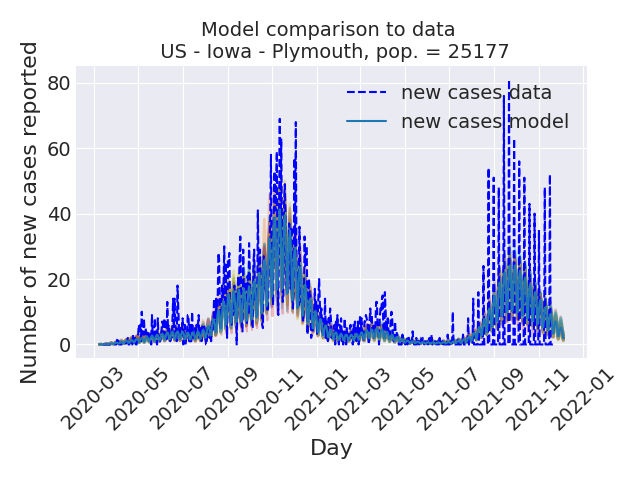 Model comparison to data
US - Iowa - Plymouth, pop. = 25177
new cases data
new cases model
Number of new cases reported
80
60
40
20
0
2020-03
2020-05
2020-07
2020-09
2020-11
2021-01
2021-03
2021-05
2021-07
2021-09
2021-11
2022-01
Day